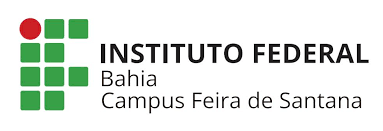 INSTITUTO FEDERAL
Bahia
Campus Feira de Santana